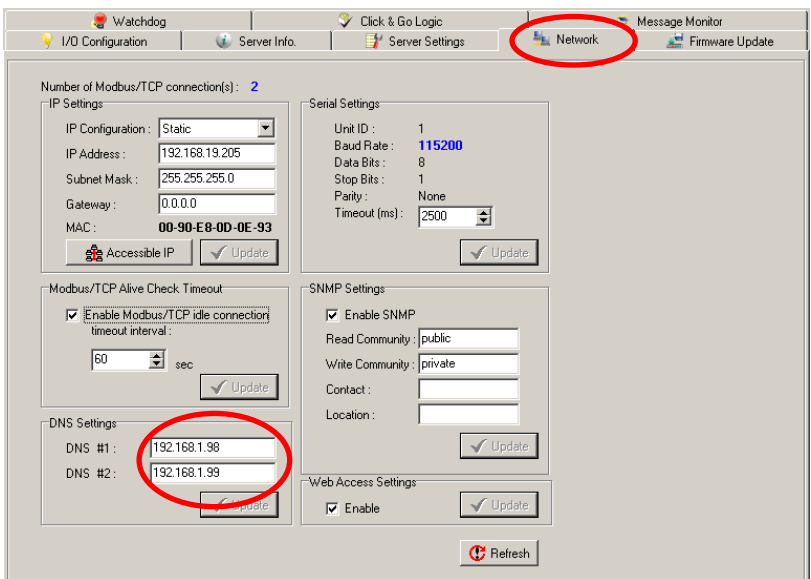 Watchdog
Click & Go Logic
Message Monitor
I/O Configuration
Server Info.
Server Settings
Network
Firmware Update
Number of Modbus/TCP connection(s) : 2
IP Settings
IP Configuration : Static
IP Address : 192.168.19.205
Subnet Mask : 255.255.255.0
Gateway : 0.0.0.0
MAC : 00-90-E8-0D-0E-93
Accessible IP
Update
Serial Settings
Unit ID : 1
Baud Rate : 115200
Data Bits : 8
Stop Bits : 1
Parity : None
Timeout (ms) : 2500
Update
Modbus/TCP Alive Check Timeout
Enable Modbus/TCP idle connection
timeout interval :
60 sec
Update
SNMP Settings
Enable SNMP
Read Community : public
Write Community : private
Contact :
Location :
Update
DNS Settings
DNS #1 : 192.168.1.98
DNS #2 : 192.168.1.99
Update
Web Access Settings
Enable
Update
Refresh